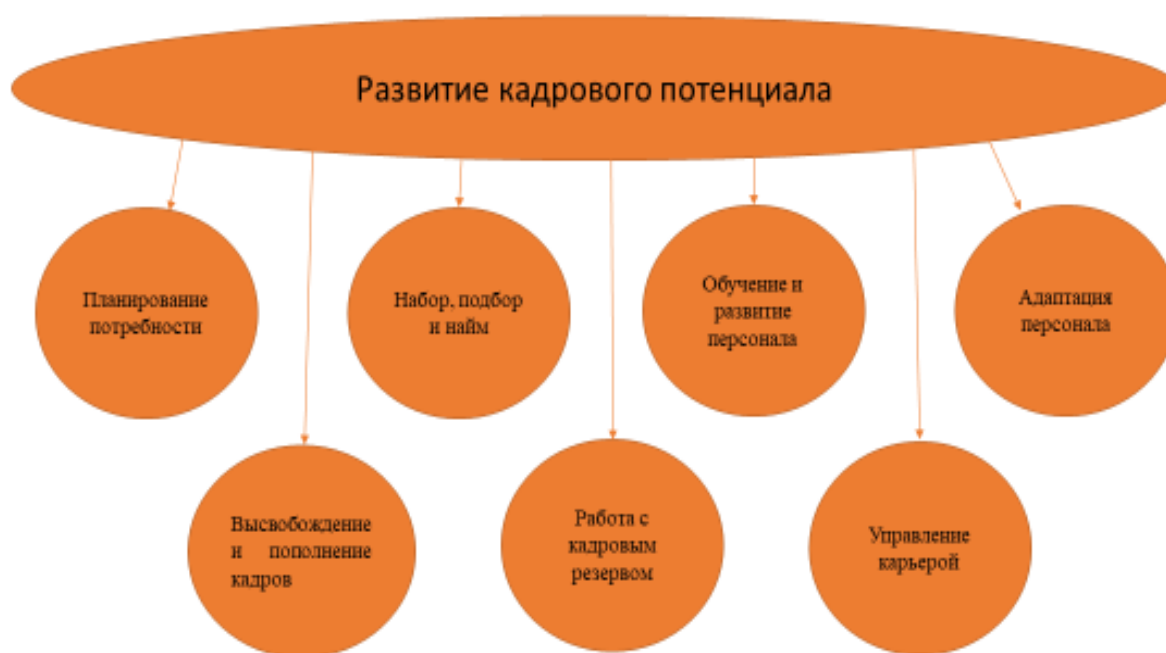 Развитие кадрового потенциала
Планирование
потребности
Набор, подбор
и найм
Обучение и
развитие
персонала
Адаптация
персонала
Высвобождение
и пополнение
кадров
Работа с
кадровым
резервом
Управление
карьерой